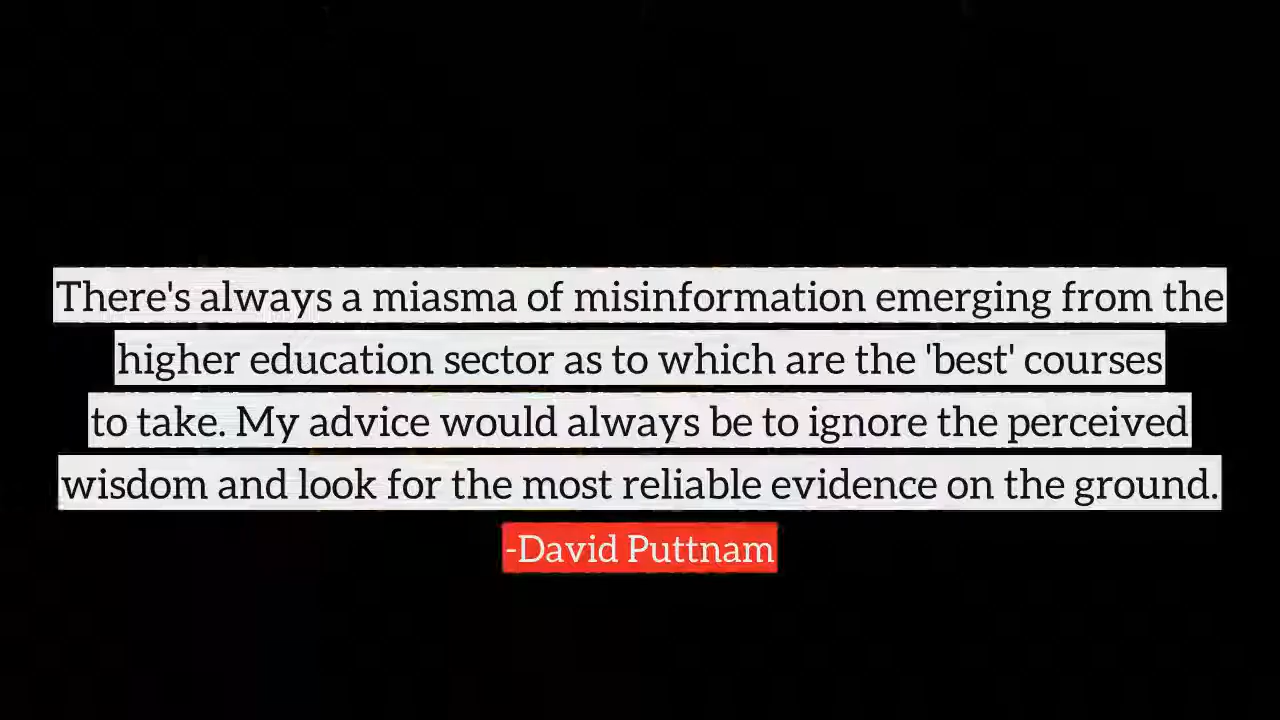 There's always a miasma of misinformation emerging from the
higher education sector as to which are the 'best' courses
to take. My advice would always be to ignore the perceived
wisdom and look for the most reliable evidence on the ground.
-David Puttnam